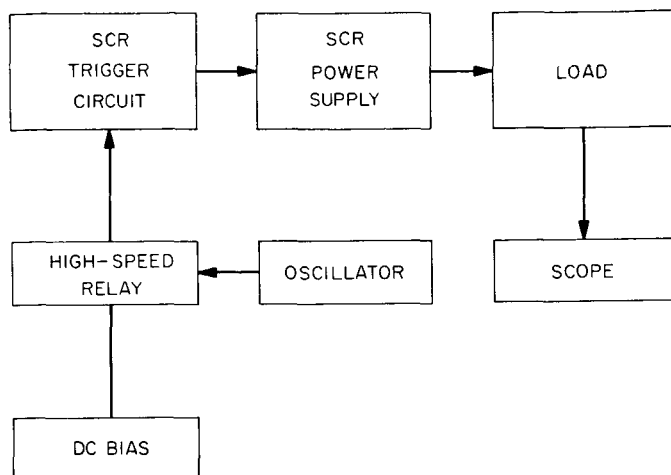 SCR
TRIGGER
CIRCUIT
SCR
POWER
SUPPLY
LOAD
HIGH-SPEED
RELAY
OSCILLATOR
SCOPE
DC BIAS